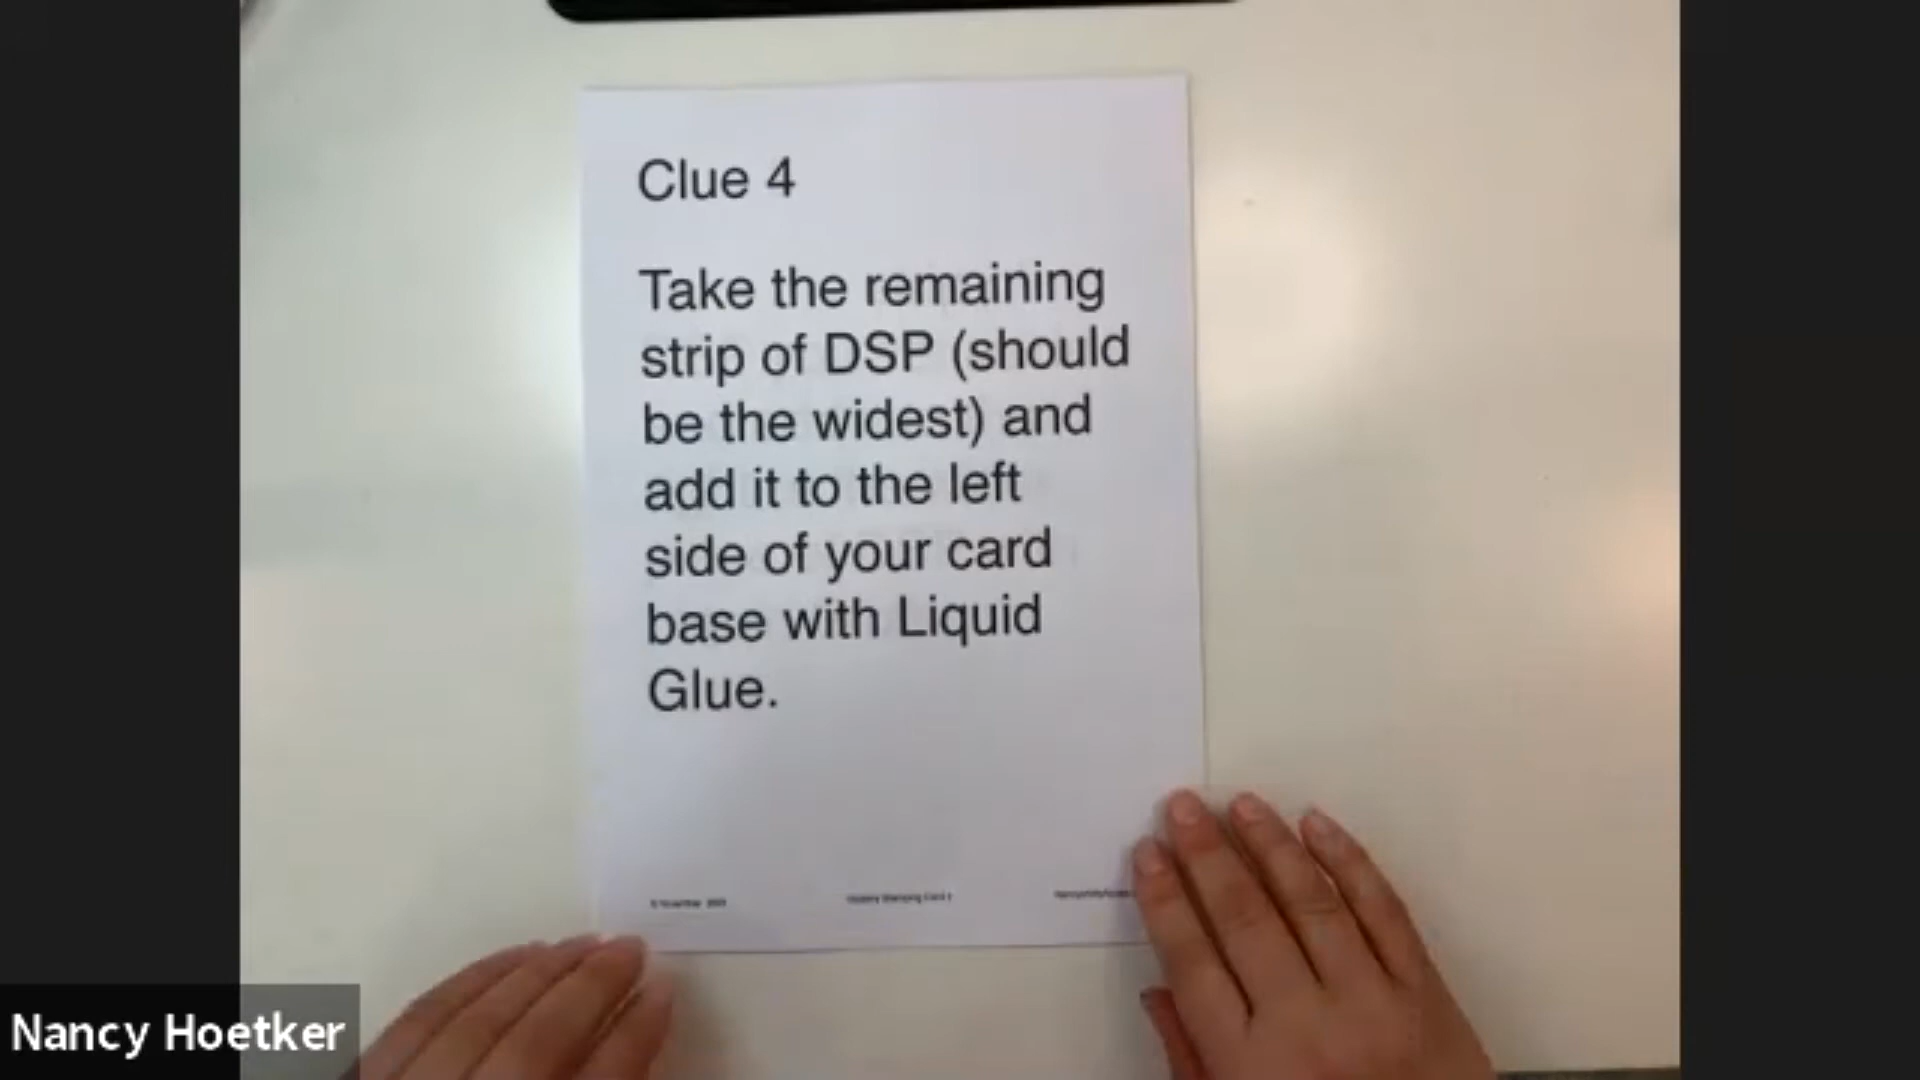 Clue 4
Take the remaining
strip of DSP (should
be the widest) and
add it to the left
side of your card
base with Liquid
Glue.
Nancy Hoetker